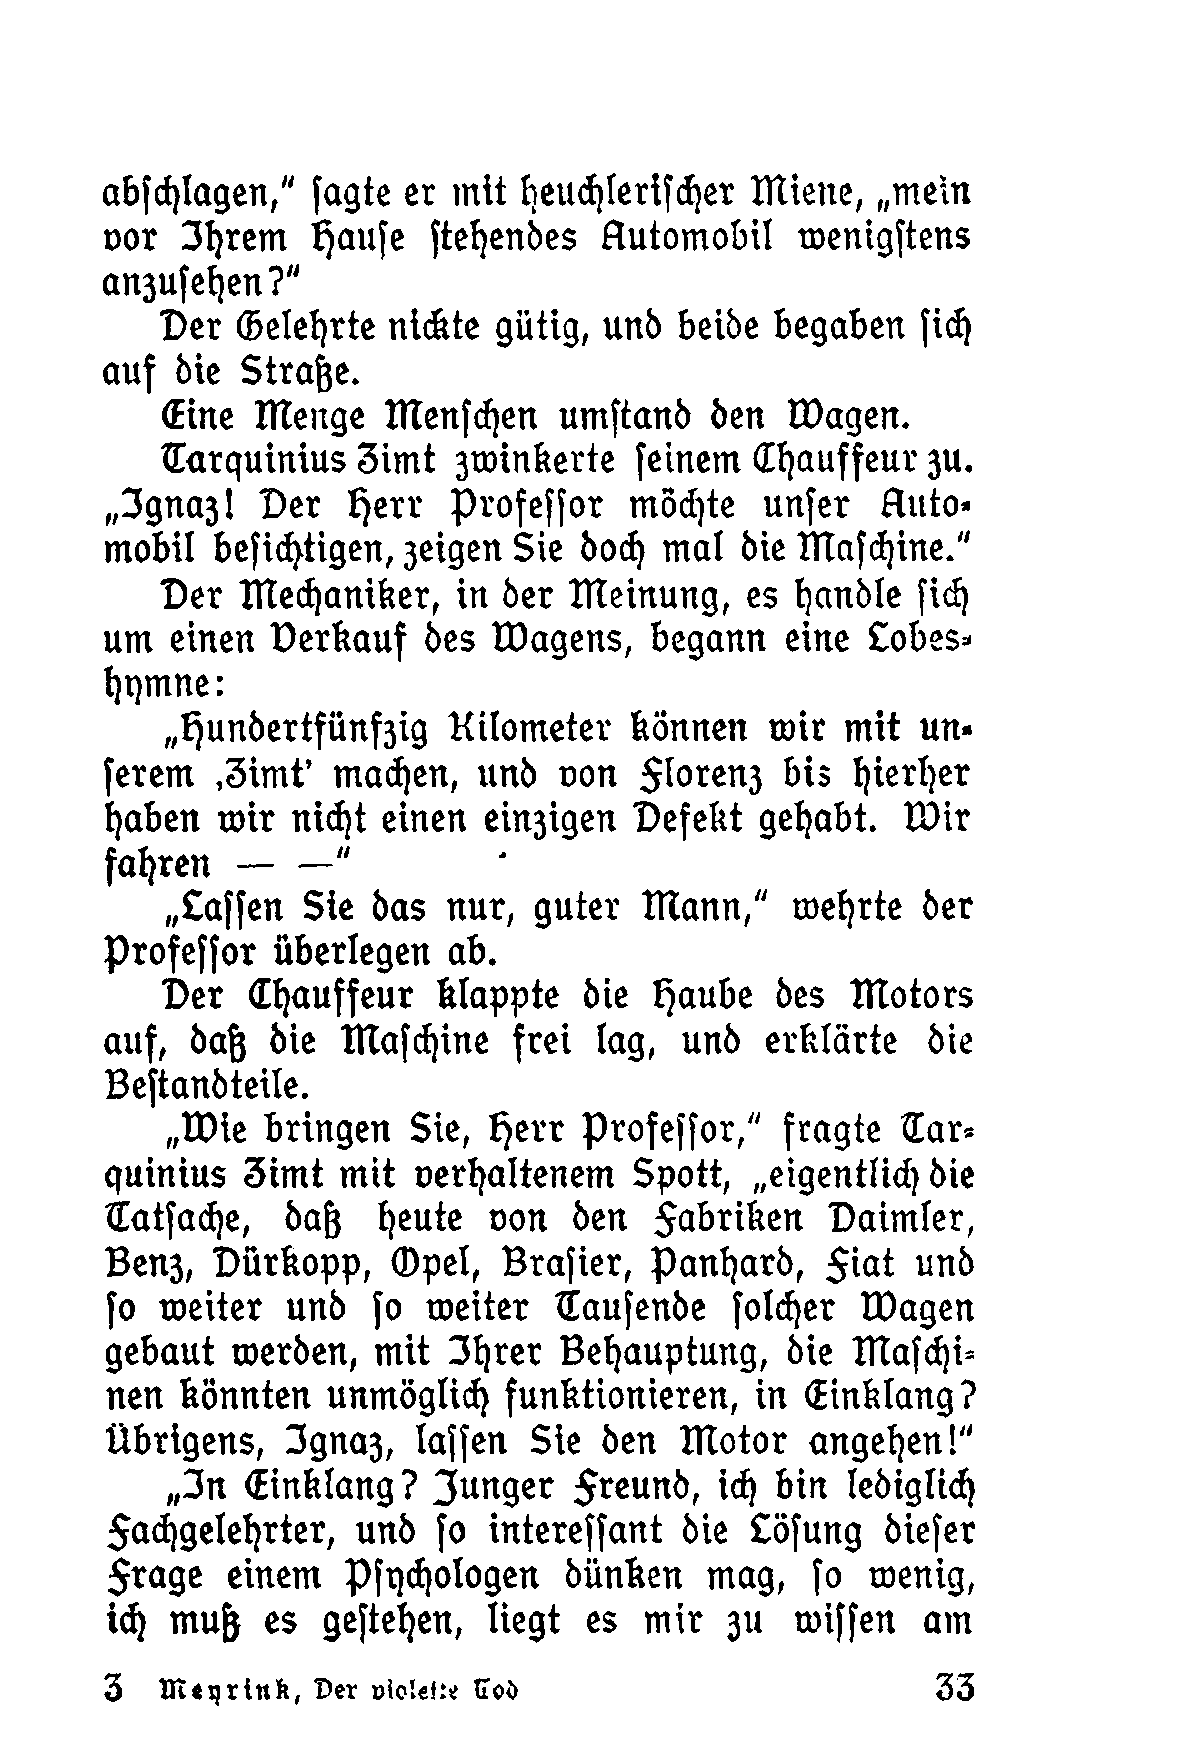 abschlagen,“ sagte er mit heuchlerischer Miene, „mein
vor Ihrem Hause stehendes Automobil wenigstens
anzusehen?“
Der Gelehrte nickte gütig, und beide begaben sich
auf die Straße.
Eine Menge Menschen umstand den Wagen.
Tarquinius Zimt zwinkerte seinem Chauffeur zu.
„Ignaz! Der Herr Professor möchte unser Auto-
mobil besichtigen, zeigen Sie doch mal die Maschine.“
Der Mechaniker, in der Meinung, es handle sich
um einen Verkauf des Wagens, begann eine Lobes-
hymne:
„Hundertfünfzig Kilometer können wir mit un-
serem ‚Zimt’ machen, und von Florenz bis hierher
haben wir nicht einen einzigen Defekt gehabt. Wir
fahren — —“
„Lassen Sie das nur, guter Mann,“ wehrte der
Professor überlegen ab.
Der Chauffeur klappte die Haube des Motors
auf, daß die Maschine frei lag, und erklärte die
Bestandteile.
„Wie bringen Sie, Herr Professor,“ fragte Tar-
quinius Zimt mit verhaltenem Spott, „eigentlich die
Tatsache, daß heute von den Fabriken Daimler,
Benz, Dürkopp, Opel, Brasier, Panhard, Fiat und
so weiter und so weiter Tausende solcher Wagen
gebaut werden, mit Ihrer Behauptung, die Maschi-
nen könnten unmöglich funktionieren, in Einklang?
Übrigens, Ignaz, lassen Sie den Motor angehen!“
„In Einklang? Junger Freund, ich bin lediglich
Fachgelehrter, und so interessant die Lösung dieser
Frage einem Psychologen dünken mag, so wenig,
ich muß es gestehen, liegt es mir zu wissen am
3 Meyrink, Der violette Tod 33